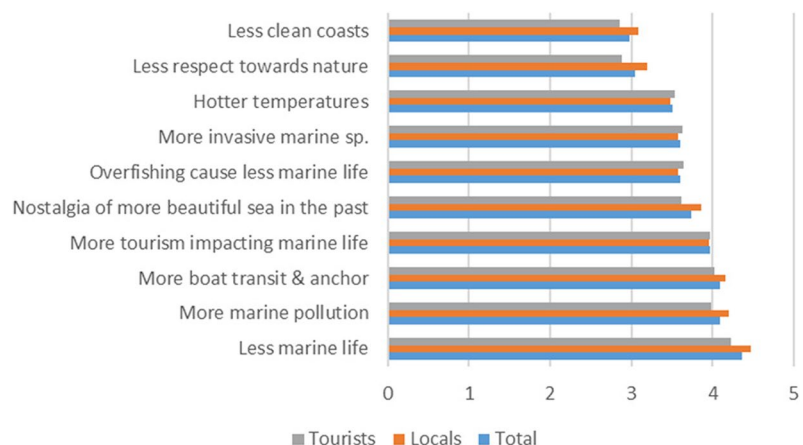 Less clean coasts
Less respect towards nature
Hotter temperatures
More invasive marine sp.
Overfishing cause less marine life
Nostalgia of more beautiful sea in the past
More tourism impacting marine life
More boat transit & anchor
More marine pollution
Less marine life
0 1 2 3 4 5
Tourists Locals Total